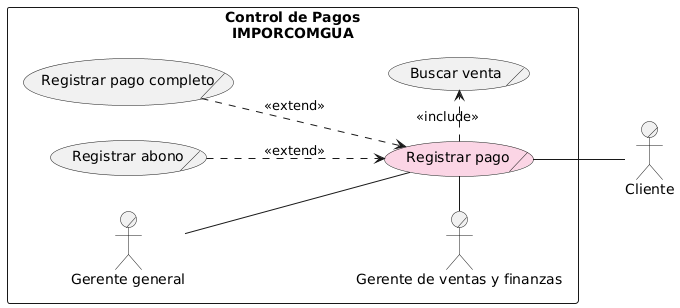 Control de Pagos
IMPORCOMGUA
Buscar venta
Registrar pago completo
«extend»
«include»
Registrar abono
«extend»
Registrar pago
Cliente
Gerente general
Gerente de ventas y finanzas